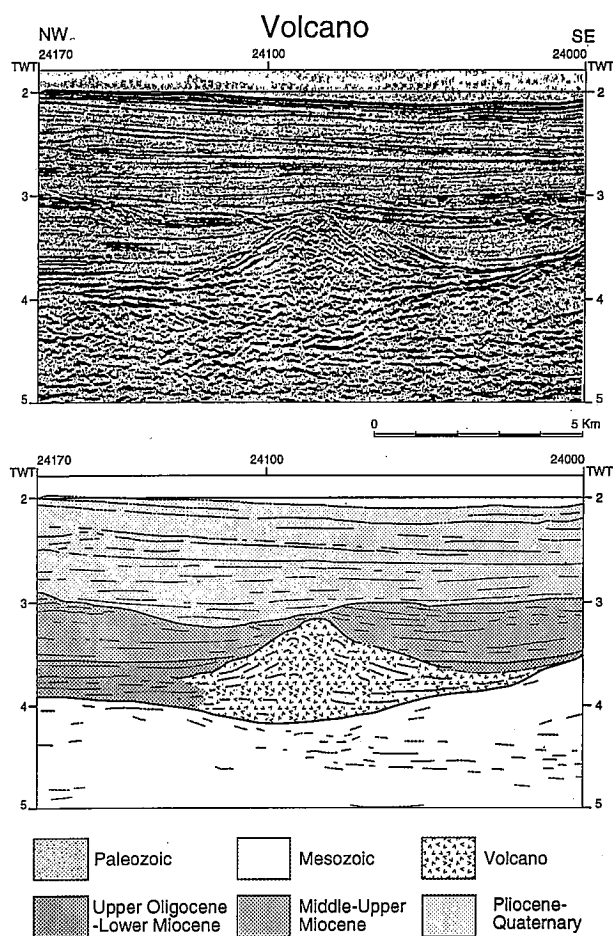 Volcano
NW SE
24170 24100 24000
TWT TWT
2 2
3 3
4 4
5 5
0 5 Km
24170 24100 24000
TWT TWT
2 2
3 3
4 4
5 5
Paleozoic Mesozoic Volcano
Upper Oligocene Middle-Upper Pliocene-
-Lower Miocene Miocene Quaternary